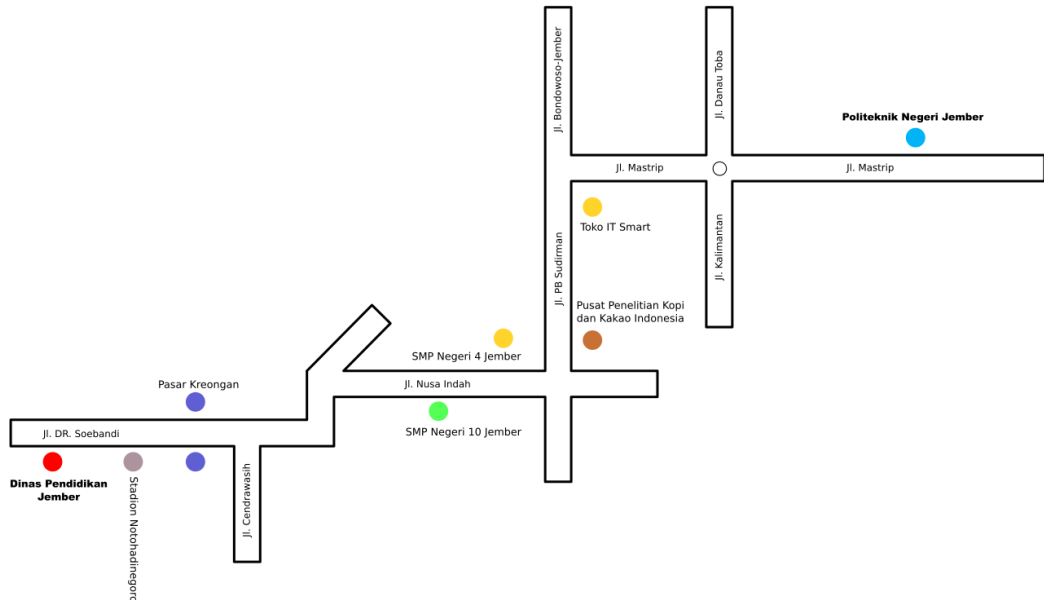 Jl. Bondowoso-Jember
Jl. Danau Toba
Politeknik Negeri Jember
Jl. Mastrip
Jl. Mastrip
Toko IT Smart
Jl. PB Sudirman
Jl. Kalimantan
Pusat Penelitian Kopi
dan Kakao Indonesia
SMP Negeri 4 Jember
Pasar Kreongan
Jl. Nusa Indah
SMP Negeri 10 Jember
Jl. DR. Soebandi
Dinas Pendidikan
Jember
Stadion Notohadinegoro
Jl. Cendrawasih